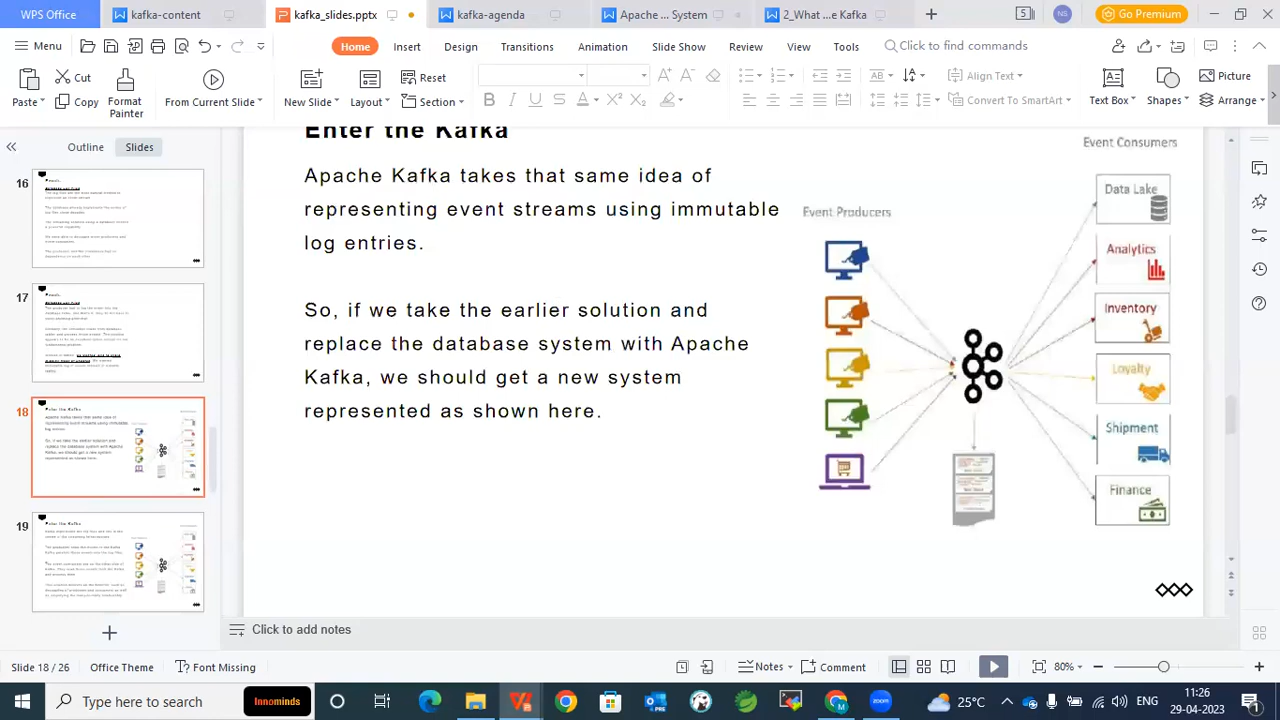 WPS Office
kafka-content
kafka_slides.pptx
kafka-agenda
Apache ... System
2_What ...e Kafka
NS
Go Premium
Menu
Home
Insert
Design
Transitions
Animation
Slide Show
Review
View
Tools
Click to find commands
Paste
Cut
Format
Painter
From Current Slide
New Slide
Layout
Reset
Section
Align Text
Convert To SmartArt
Text Box
Shapes
Picture
Arrange
Outline
Slides
16
17
18
19
Enter the Kafka
Apache Kafka takes that same idea of
representing event streams using immutable
log entries.
So, if we take the earlier solution and
replace the database system with Apache
Kafka, we should get a new system
represented as shown here.
Event Producers
Event Consumers
Data Lake
Analytics
Inventory
Loyalty
Shipment
Finance
Click to add notes
Slide 18 / 26
Office Theme
Font Missing
Notes
Comment
80%
Type here to search
Innominds
25°C
ENG
11:26
29-04-2023